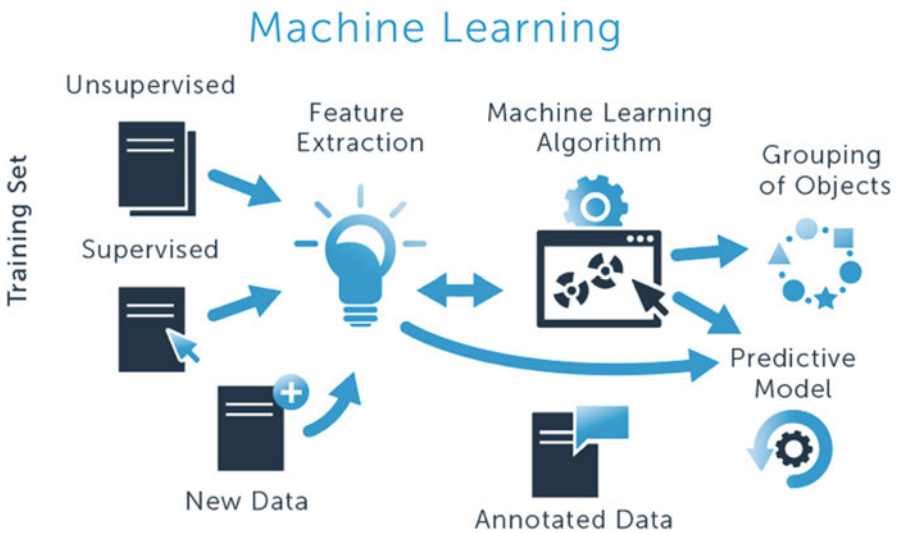 Machine Learning
Training Set
Unsupervised
Supervised
New Data
Feature
Extraction
Machine Learning
Algorithm
Grouping
of Objects
Predictive
Model
Annotated Data